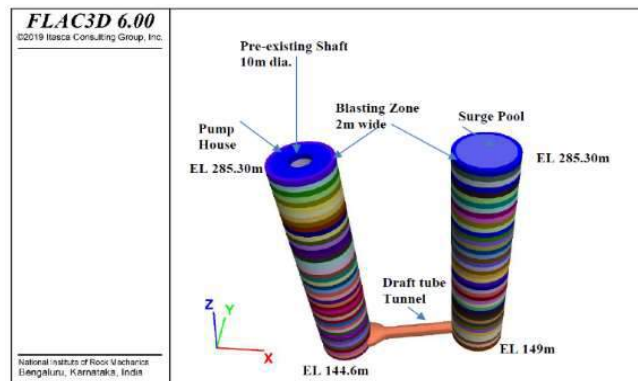 FLAC3D 6.00
©2019 Itasca Consulting Group, Inc.
Pre-existing Shaft
10m dia.
Blasting Zone
2m wide
Surge Pool
Pump
House
EL 285.30m
EL 285.30m
Draft tube
Tunnel
Z
Y
X
EL 149m
EL 144.6m
National Institute of Rock Mechanics
Bengaluru, Karnataka, India